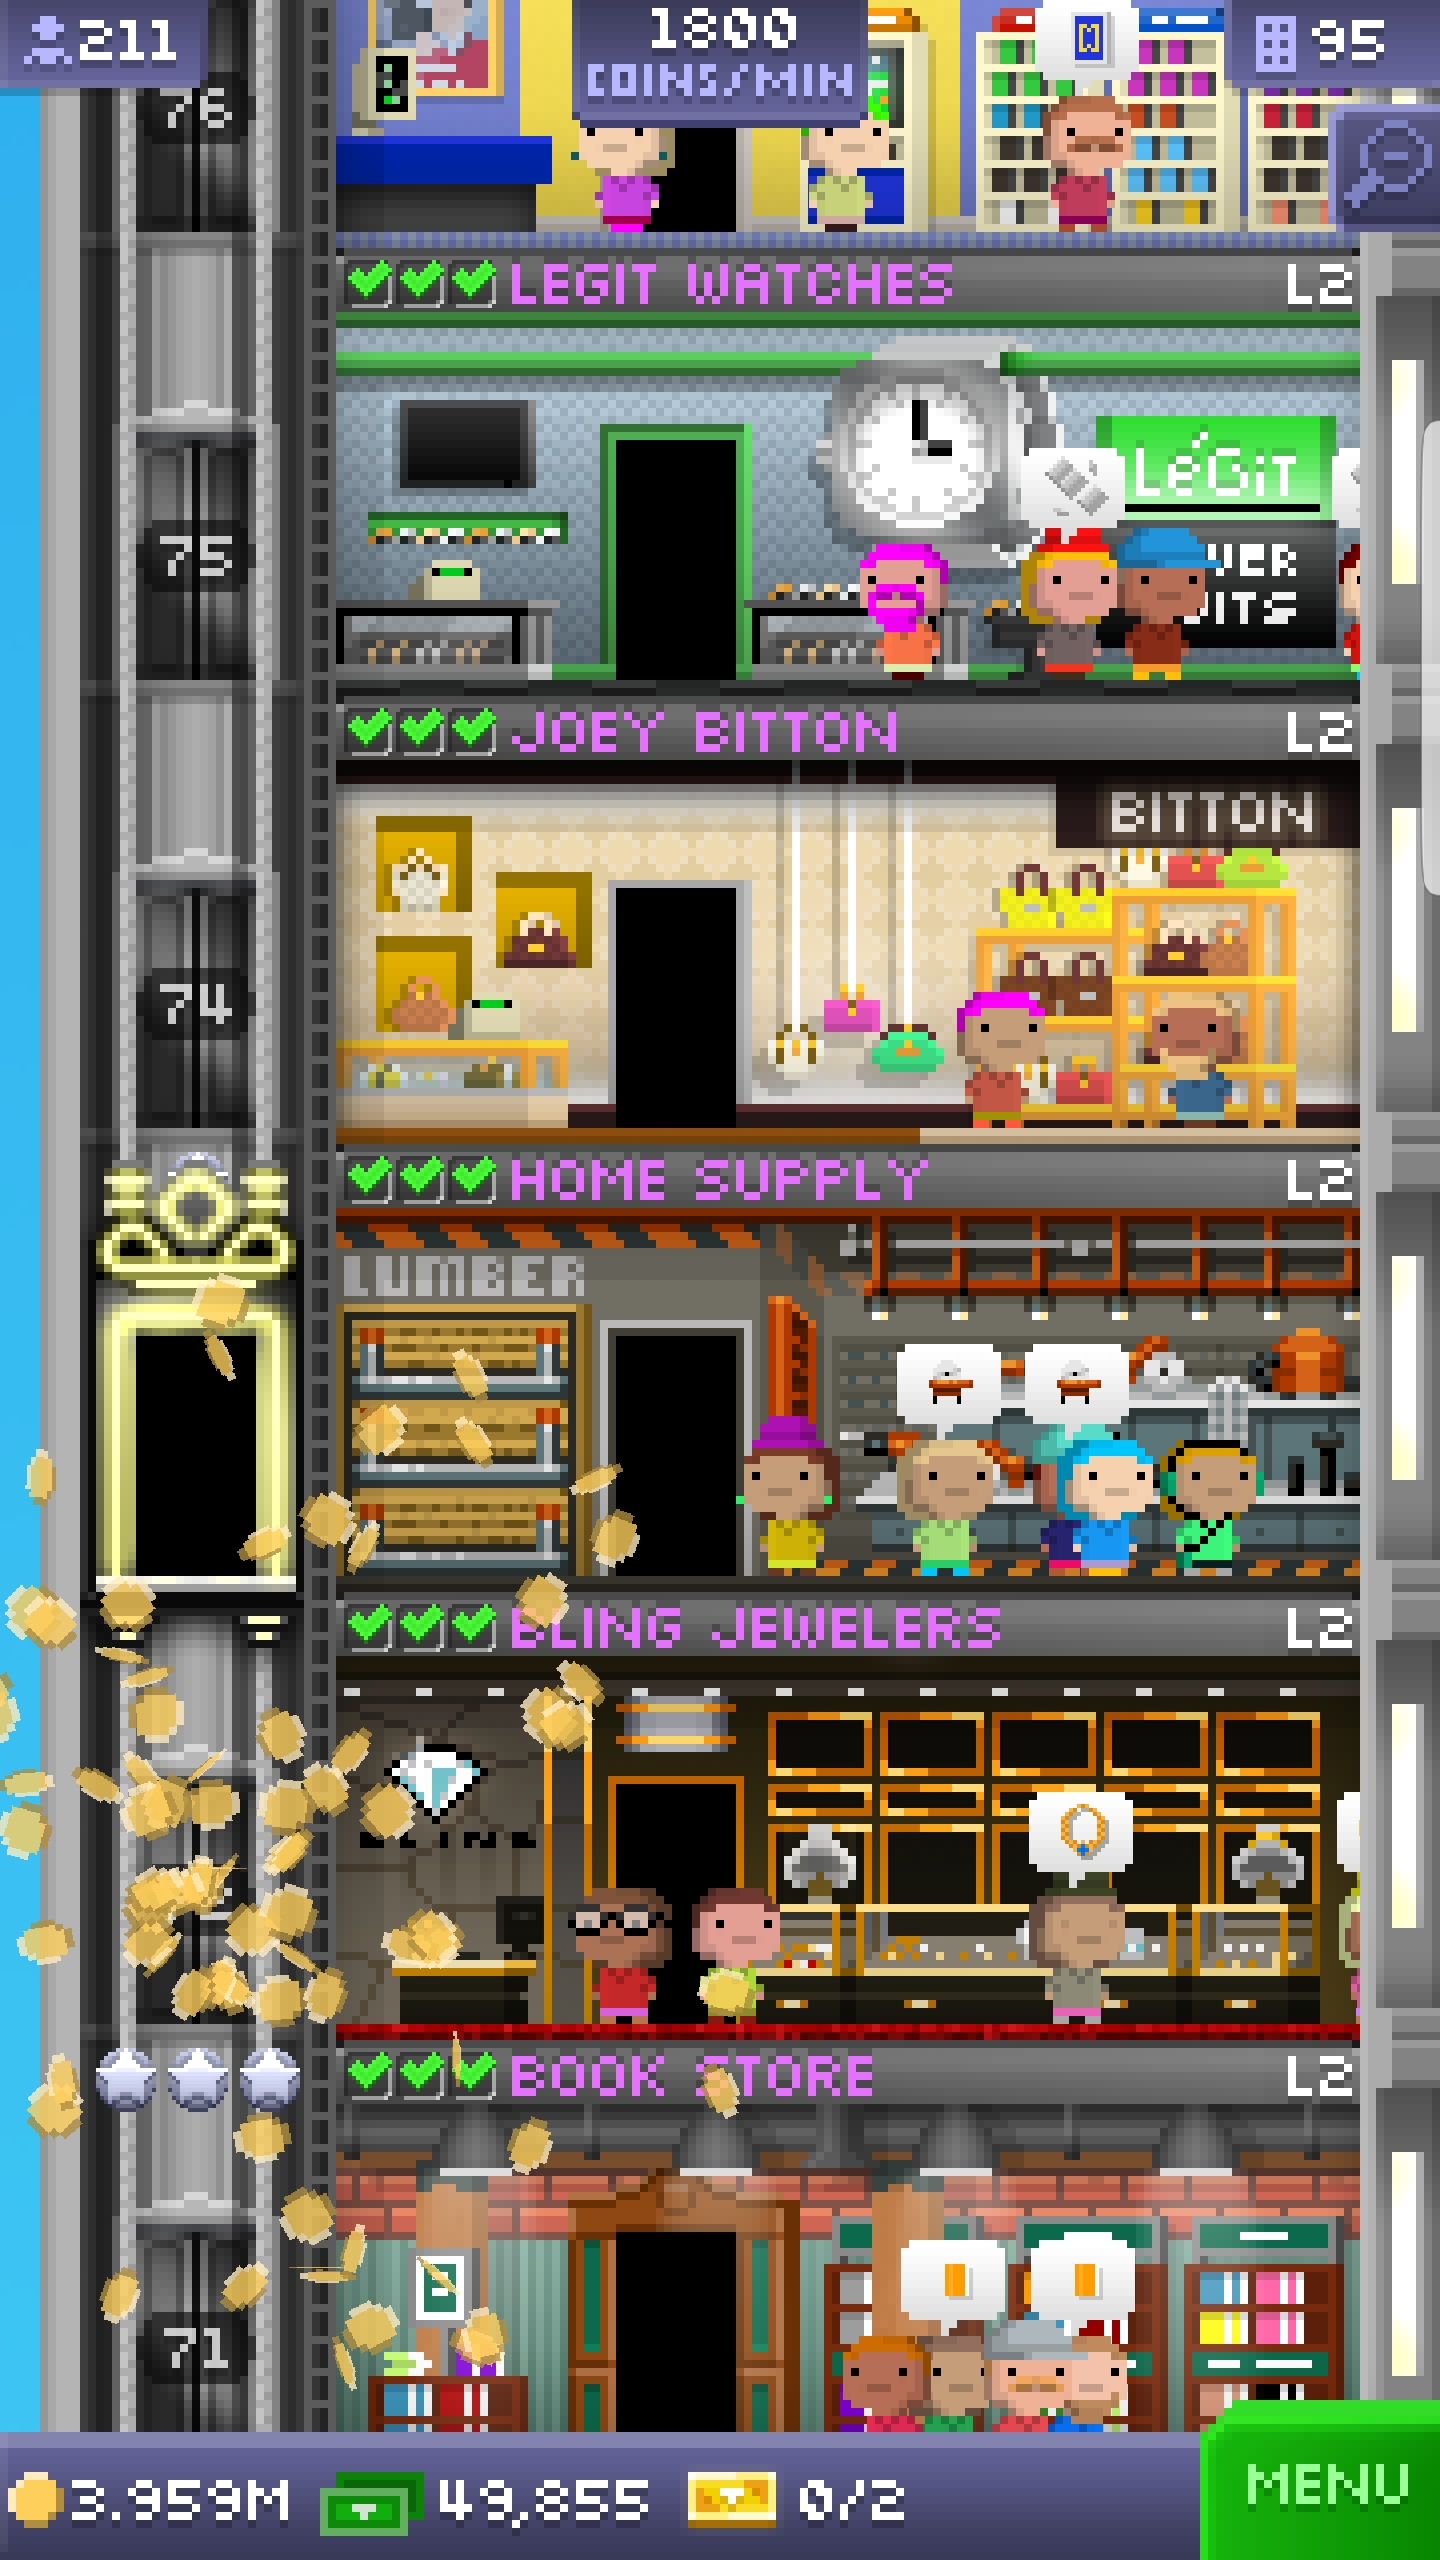 211
1800
COINS/MIN
95
76
LEGIT WATCHES
L2
LéGiT
75
JOEY BITTON
L2
BITTON
74
HOME SUPPLY
L2
LUMBER
BLING JEWELERS
L2
BOOK STORE
L2
71
3.959M
49,855
0/2
MENU